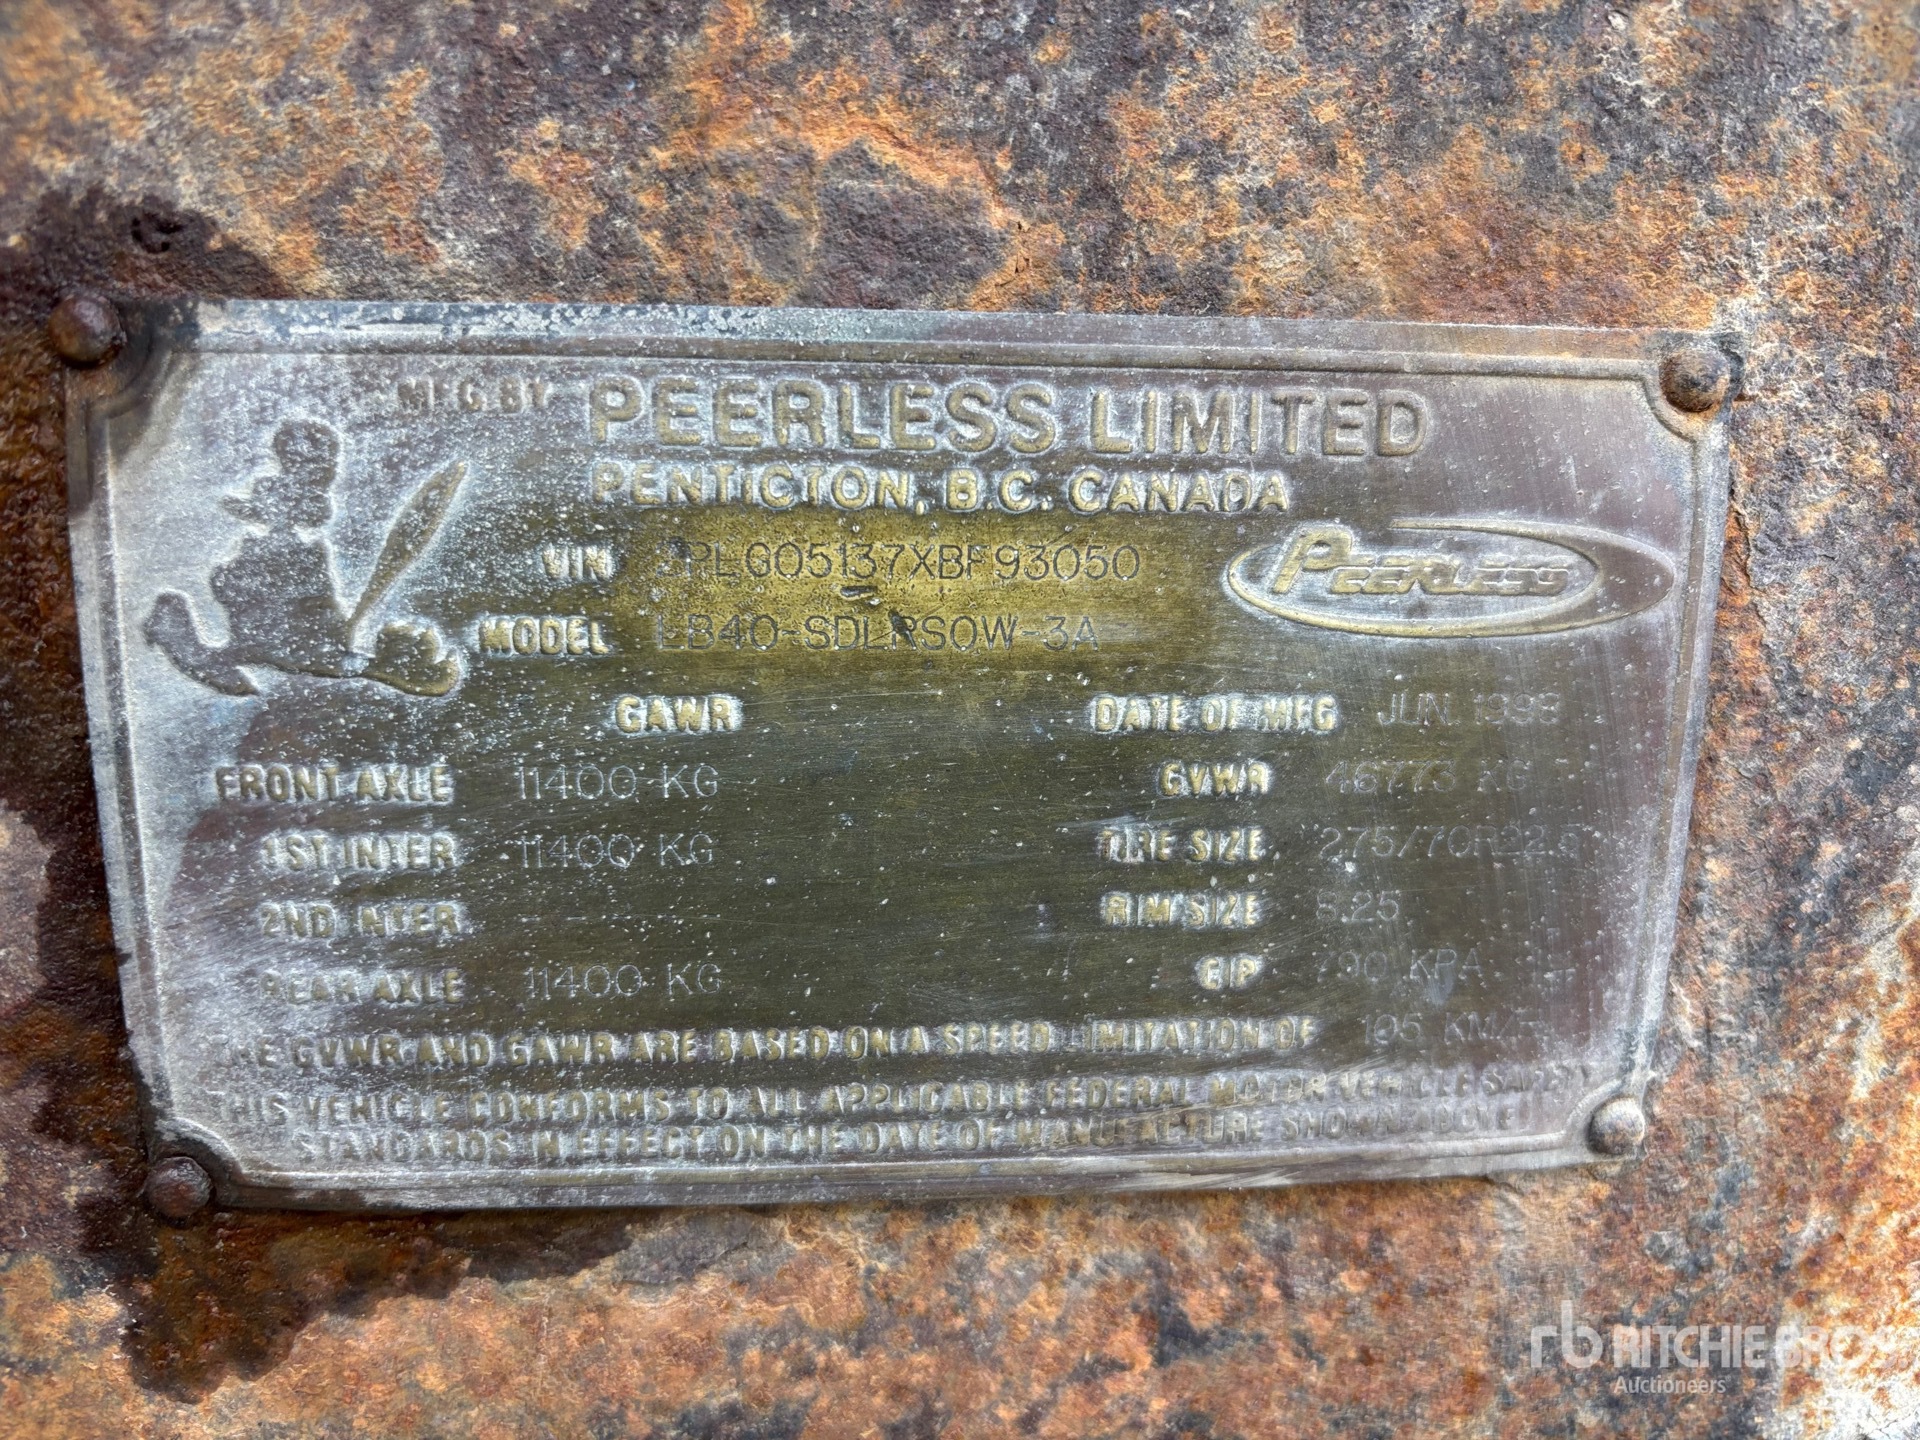 MFG. BY PEERLESS LIMITED
PENTICTON, B.C. CANADA
VIN 2PLG05137XBF93050
PEERLESS
MODEL LB40-SDLRSOW-3A
GAWR DATE OF MFG JUN. 1998
FRONT AXLE 11400 KG GVWR 46773 KG
1ST INTER 11400 KG TIRE SIZE 275/70R22.5
2ND INTER - - - - - RIM SIZE 8.25
REAR AXLE 11400 KG CIP 790 KPA
THE GVWR AND GAWR ARE BASED ON A SPEED LIMITATION OF 105 KM/H
THIS VEHICLE CONFORMS TO ALL APPLICABLE FEDERAL MOTOR VEHICLE SAFETY
STANDARDS IN EFFECT ON THE DATE OF MANUFACTURE SHOWN ABOVE
rb RITCHIE BROS
Auctioneers